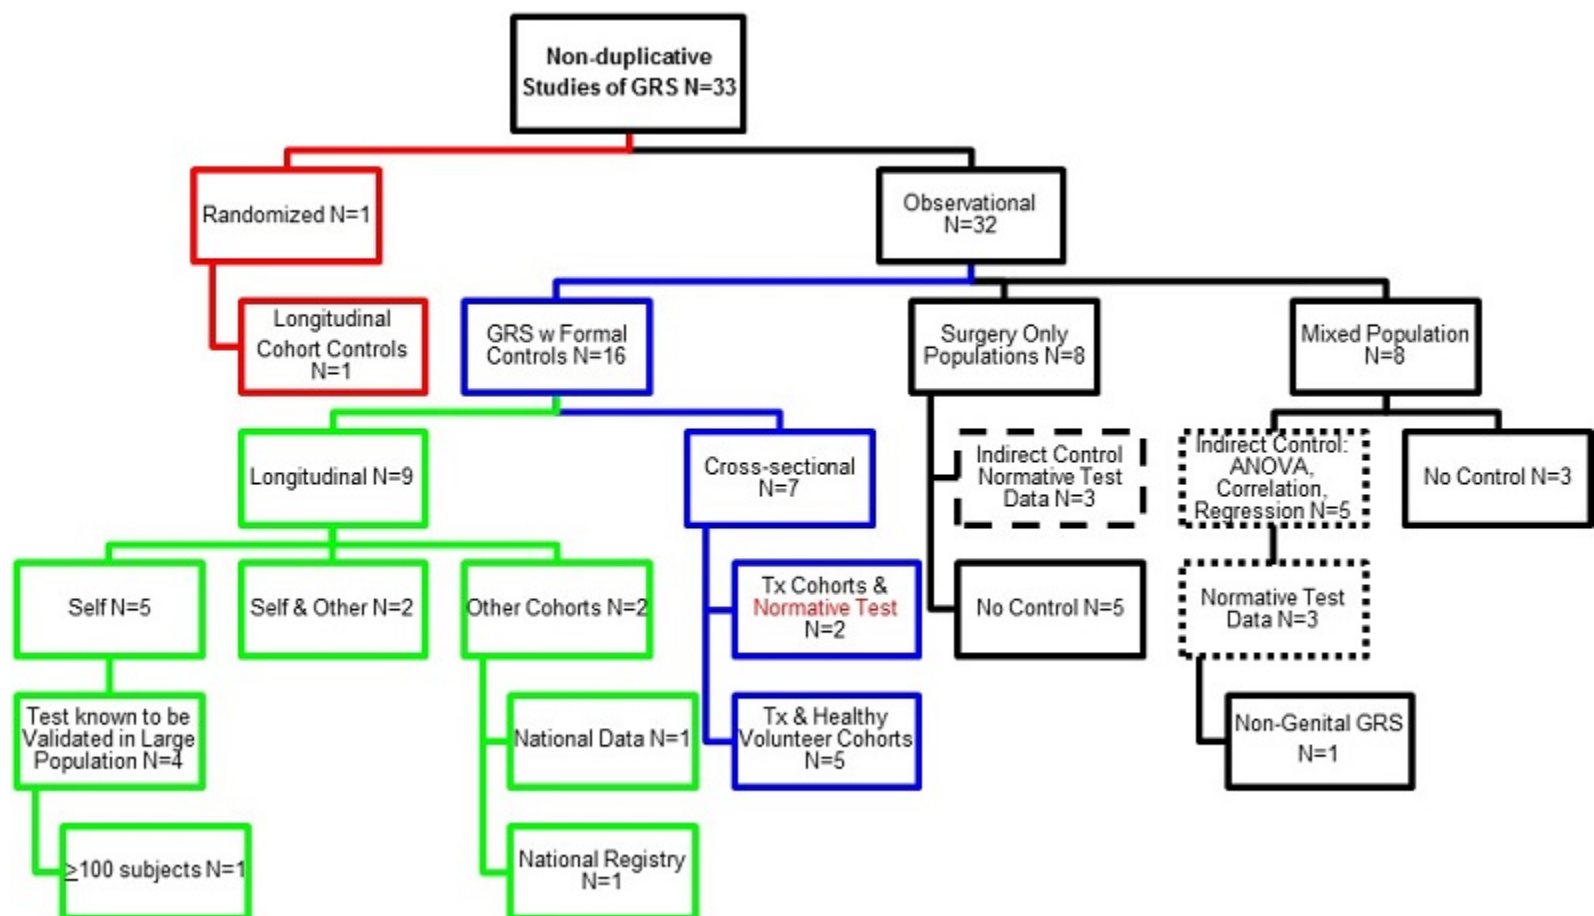 Non-duplicative
Studies of GRS N=33
Randomized N=1
Observational
N=32
Longitudinal
Cohort Controls
N=1
GRS w Formal
Controls N=16
Surgery Only
Populations N=8
Mixed Population
N=8
Longitudinal N=9
Cross-sectional
N=7
Indirect Control
Normative Test
Data N=3
Indirect Control:
ANOVA,
Correlation,
Regression N=5
No Control N=3
Self N=5
Self & Other N=2
Other Cohorts N=2
Tx Cohorts &
Normative Test
N=2
No Control N=5
Normative Test
Data N=3
Test known to be
Validated in Large
Population N=4
National Data N=1
Tx & Healthy
Volunteer Cohorts
N=5
Non-Genital GRS
N=1
≥100 subjects N=1
National Registry
N=1